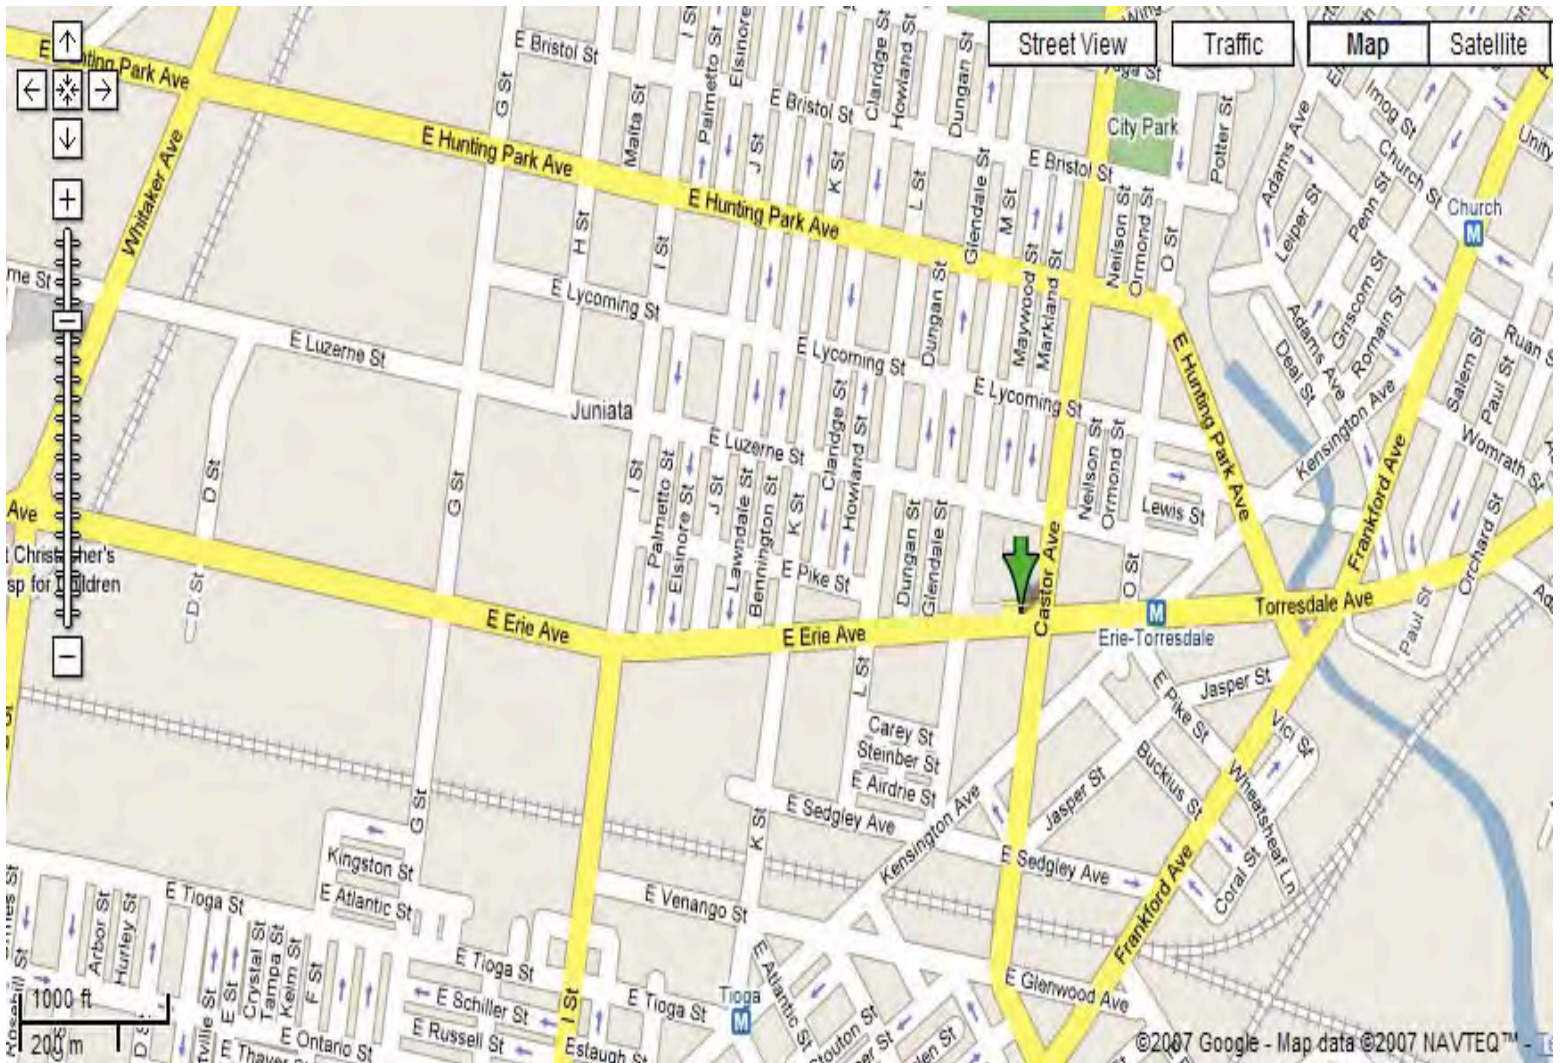 Street View
Traffic
Map
Satellite
E Bristol St
I St
Palmetto St
Elsinore
Claridge St
Howland St
Dungan St
E Hunting Park Ave
G St
Malta St
J St
E Bristol St
K St
L St
Glendale St
M St
E Bristol St
City Park
Potter St
Adams Ave
Imog St
Church St
Unity
Church
M
Whitaker Ave
E Hunting Park Ave
E Hunting Park Ave
H St
I St
Neilson St
Ormond St
O St
Leiper St
Penn St
Griscom St
Romain St
Adams Ave
Deal St
Ruan S
me St
E Lycoming St
Dungan St
Maywood St
Markland St
E Hunting Park Ave
E Luzerne St
E Lycoming St
E Lycoming St
Kensington Ave
Salem St
Paul St
Womrath St
Juniata
Claridge St
Howland St
E Luzerne St
Neilson St
Ormond St
Lewis St
Frankford Ave
Orchard St
Ave
D St
G St
I St
Palmetto St
Elsinore St
J St
Lawndale St
Bennington St
K St
Dungan St
Glendale St
Castor Ave
O St
D St
E Pike St
E Erie Ave
E Erie Ave
M
Erie-Torresdale
Torresdale Ave
Paul St
L St
Jasper St
E Pike St
Vici St
Carey St
Steinber St
E Airdrie St
E Sedgley Ave
Kensington Ave
Jasper St
Buckius St
Wheatsheaf Ln
G St
K St
E Sedgley Ave
Coral St
Frankford Ave
Kingston St
E Atlantic St
E Tioga St
E Venango St
Arbor St
Hurley St
Crystal St
Tampa St
Kelm St
F St
E St
E Tioga St
E Schiller St
E Russell St
E Ontario St
I St
E Tioga St
Estaugh St
Tioga
M
E Atlantic St
Stouton St
E Glenwood Ave
D S
1000 ft
200 m
©2007 Google - Map data ©2007 NAVTEQ™ -